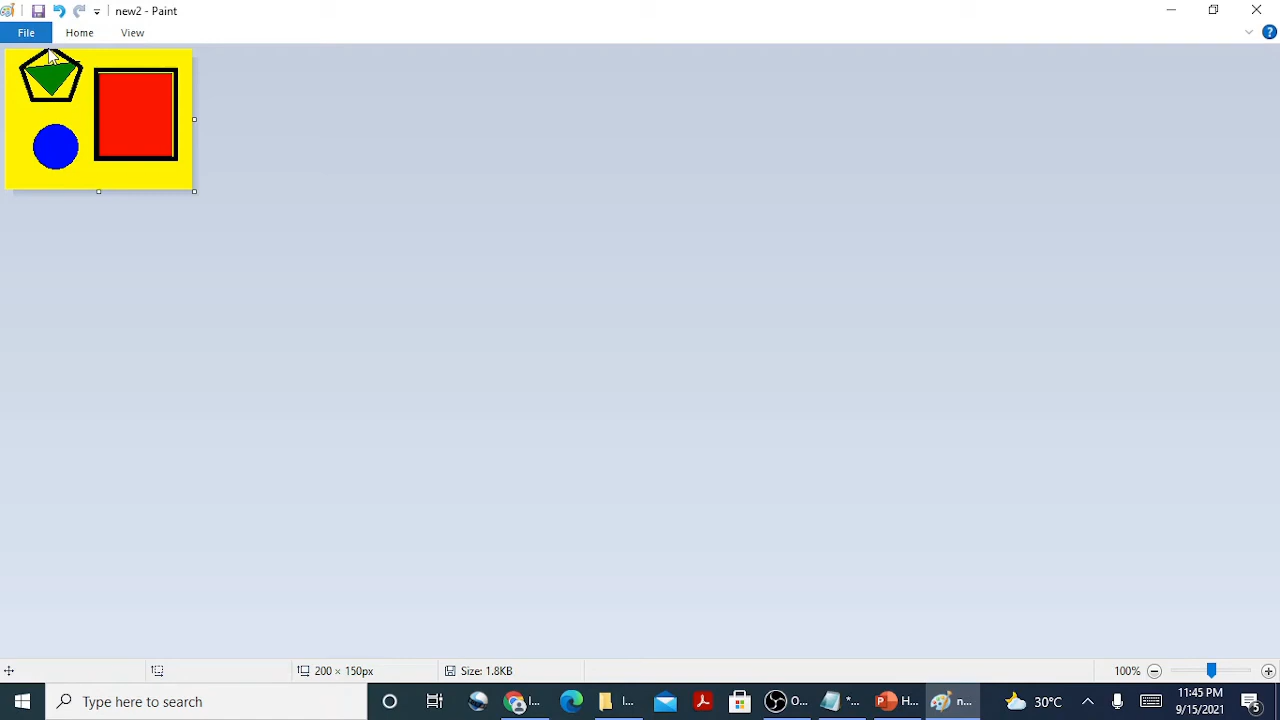 new2 - Paint
File Home View
200 × 150px Size: 1.8KB 100%
Type here to search I... I... O... *... H... n... 30°C 11:45 PM
9/15/2021 5